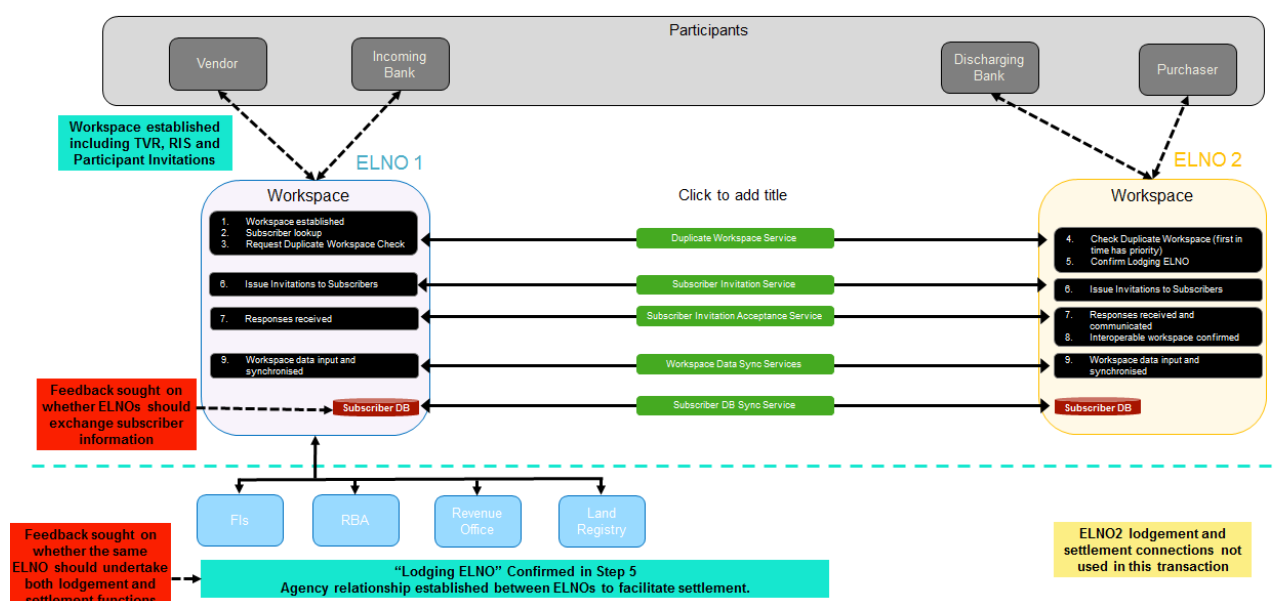 Participants
Vendor
Incoming
Bank
Discharging
Bank
Purchaser
Workspace established
including TVR, RIS and
Participant Invitations
ELNO 1
ELNO 2
Workspace
Click to add title
Workspace
1. Workspace established
2. Subscriber lookup
3. Request Duplicate Workspace Check
Duplicate Workspace Service
4. Check Duplicate Workspace (first in
time has priority)
5. Confirm Lodging ELNO
6. Issue Invitations to Subscribers
Subscriber Invitation Service
6. Issue Invitations to Subscribers
7. Responses received
Subscriber Invitation Acceptance Service
7. Responses received and
communicated
8. Interoperable workspace confirmed
9. Workspace data input and
synchronised
Workspace Data Sync Services
9. Workspace data input and
synchronised
Feedback sought on
whether ELNOs should
exchange subscriber
information
Subscriber DB
Subscriber DB Sync Service
Subscriber DB
FIs
RBA
Revenue
Office
Land
Registry
Feedback sought on
whether the same
ELNO should undertake
both lodgement and
settlement functions
“Lodging ELNO” Confirmed in Step 5
Agency relationship established between ELNOs to facilitate settlement.
ELNO2 lodgement and
settlement connections not
used in this transaction